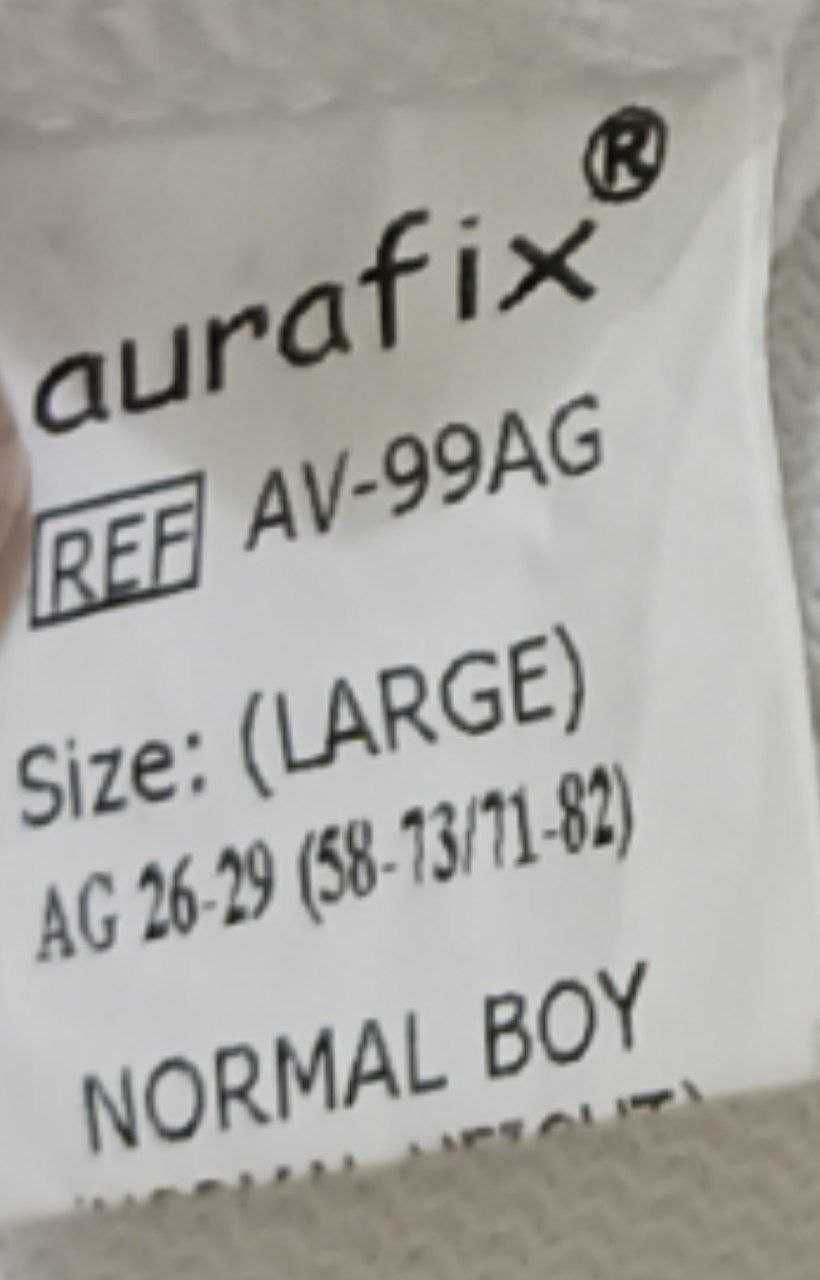 aurafix®
REF AV-99AG
Size: (LARGE)
AG 26-29 (58-73/71-82)
NORMAL BOY